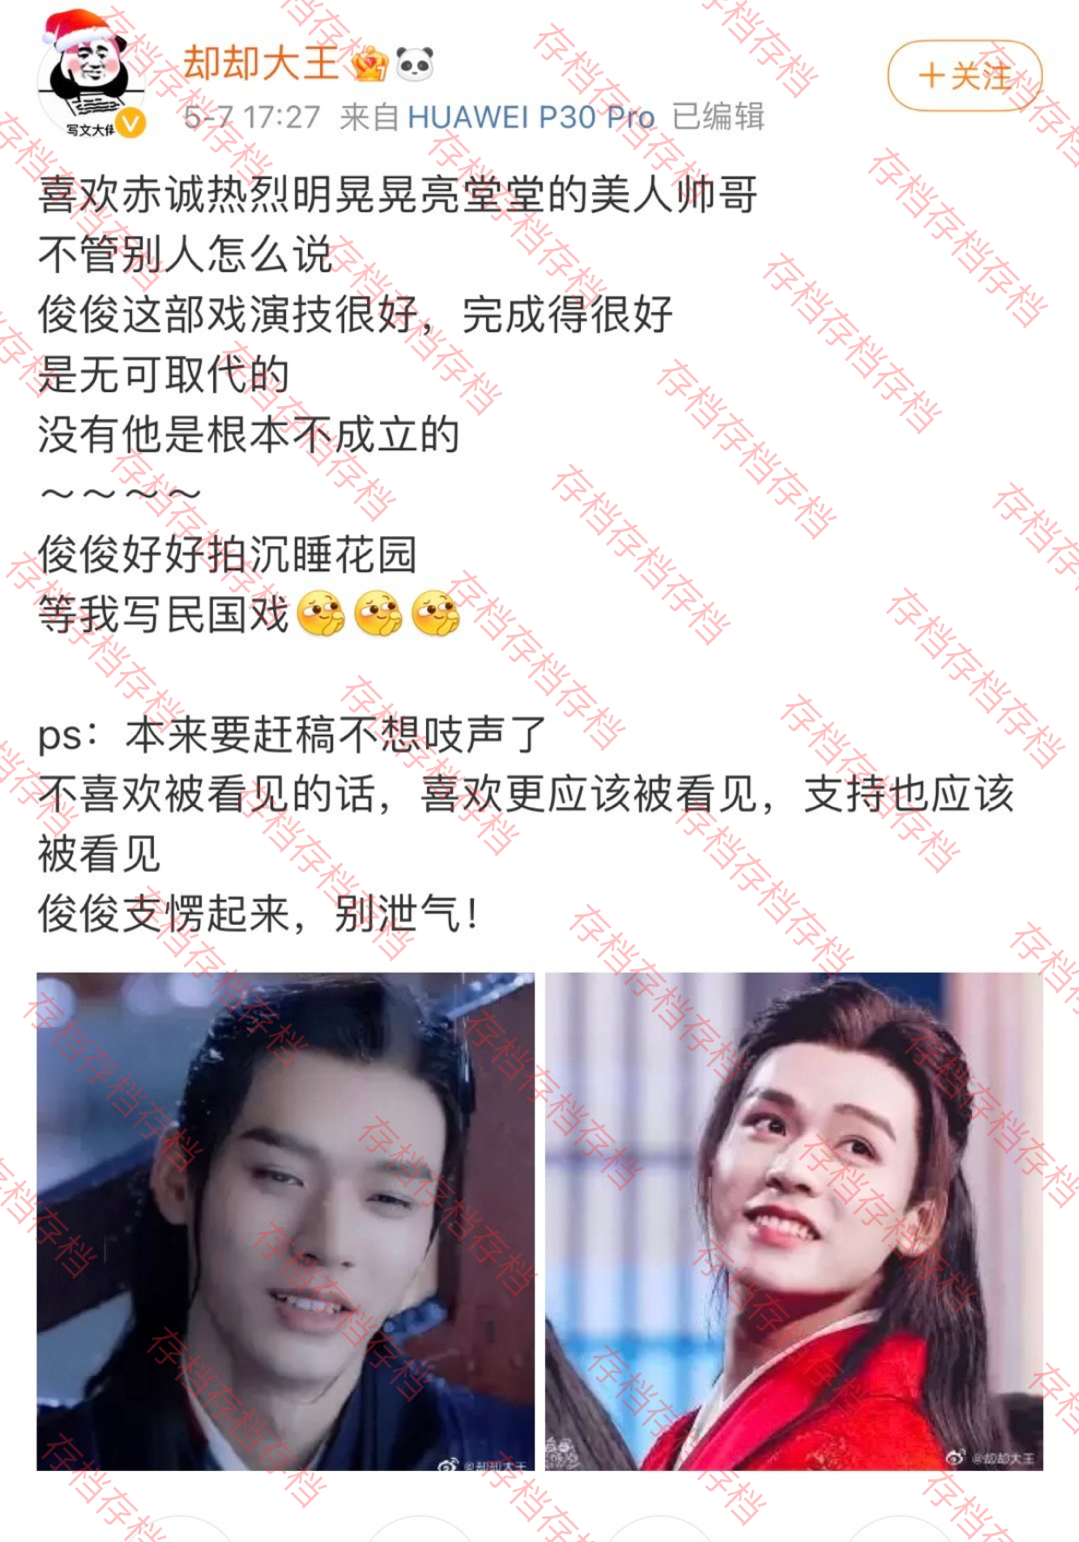 却却大王
写文大佬
+关注
5-7 17:27 来自 HUAWEI P30 Pro 已编辑
喜欢赤诚热烈明晃晃亮堂堂的美人帅哥
不管别人怎么说
俊俊这部戏演技很好，完成得很好
是无可取代的
没有他是根本不成立的
～～～～
俊俊好好拍沉睡花园
等我写民国戏
ps：本来要赶稿不想吱声了
不喜欢被看见的话，喜欢更应该被看见，支持也应该
被看见
俊俊支愣起来，别泄气！
@却却大王
@却却大王
存档存档存档